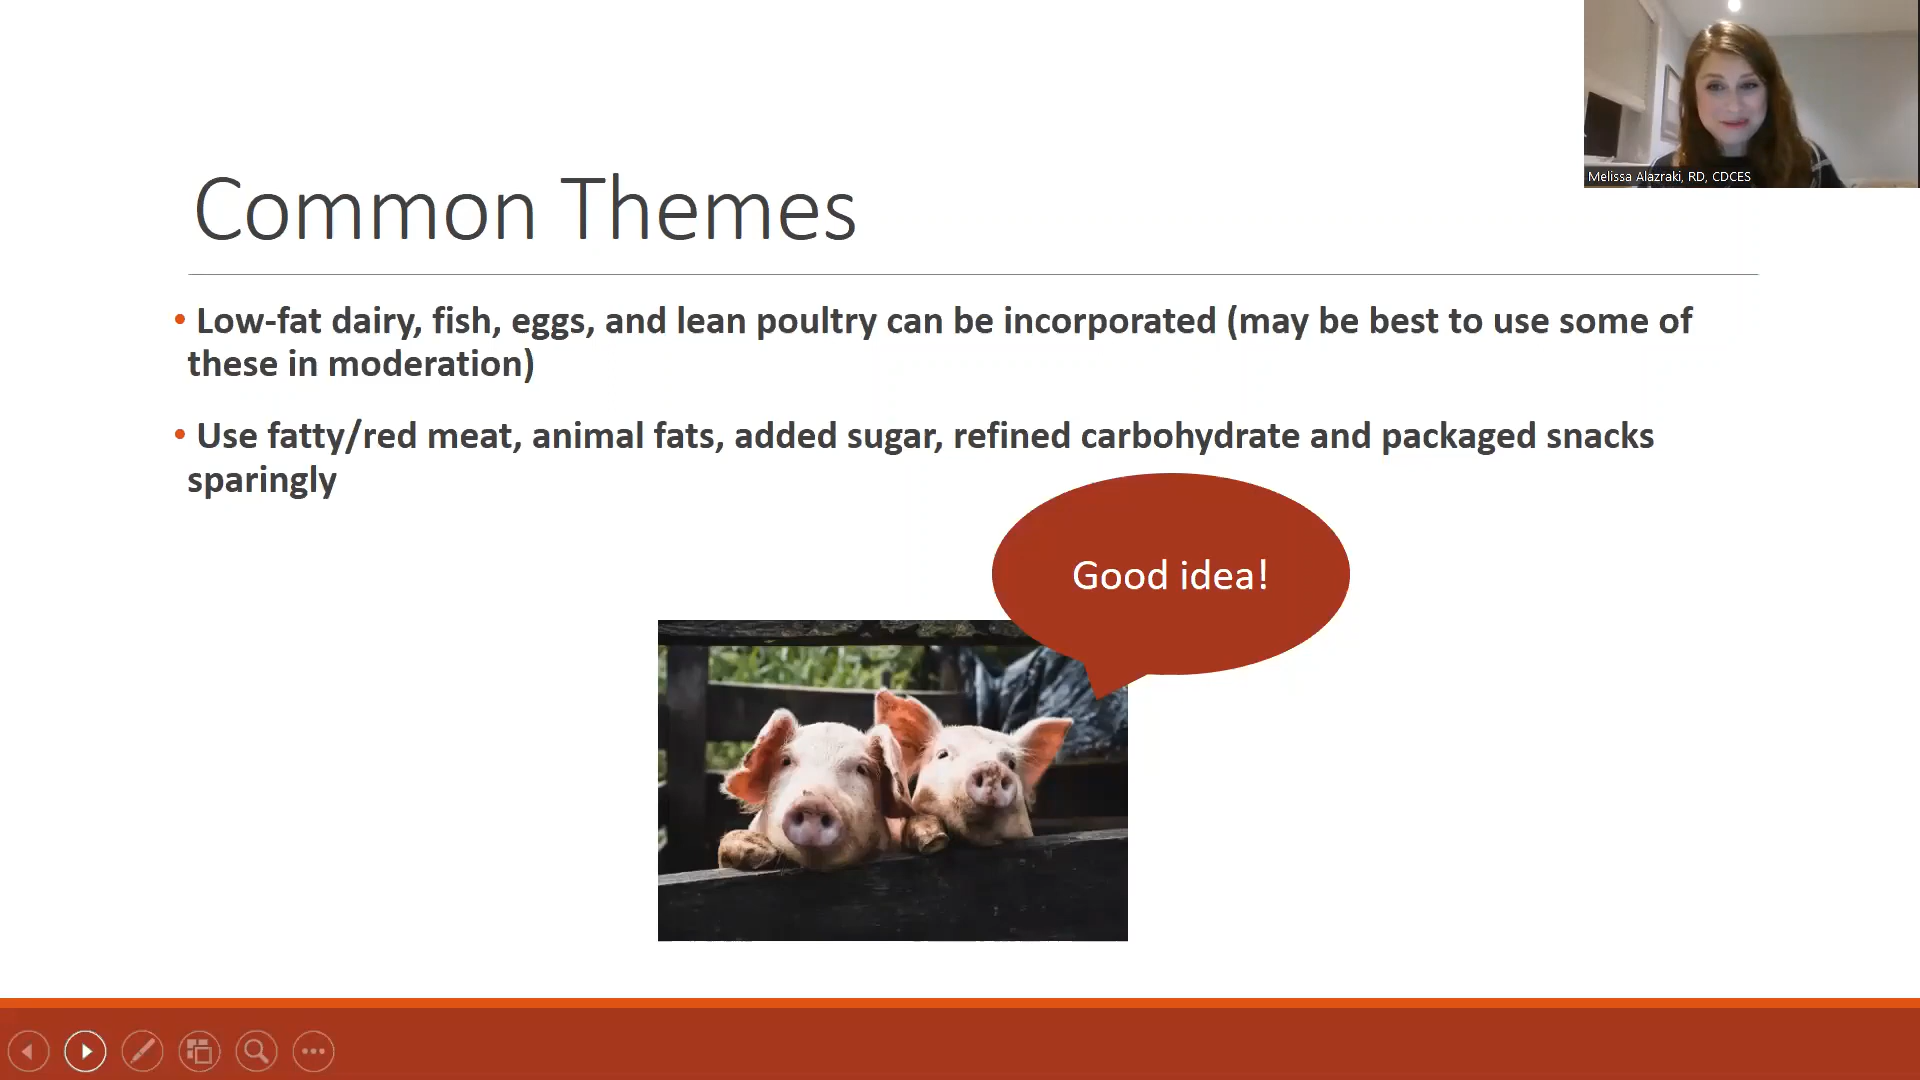 Melissa Alazraki, RD, CDCES
Common Themes
• Low-fat dairy, fish, eggs, and lean poultry can be incorporated (may be best to use some of
these in moderation)
• Use fatty/red meat, animal fats, added sugar, refined carbohydrate and packaged snacks
sparingly
Good idea!